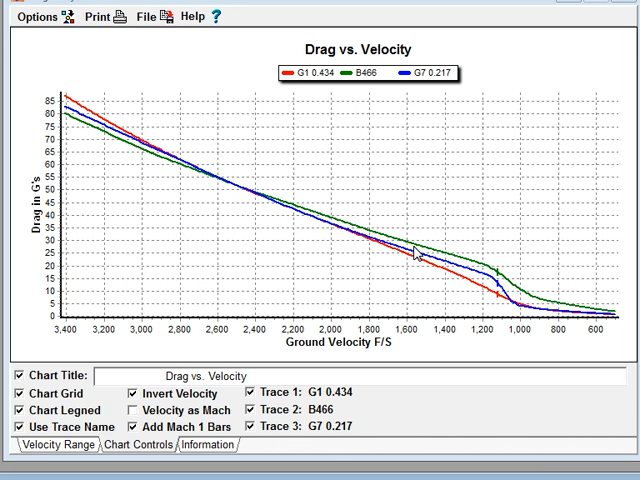 Options Print File Help ?
Drag vs. Velocity
G1 0.434 B466 G7 0.217
85
80
75
70
65
60
55
50
45
40
35
30
25
20
15
10
5
0
Drag in G's
3,400 3,200 3,000 2,800 2,600 2,400 2,200 2,000 1,800 1,600 1,400 1,200 1,000 800 600
Ground Velocity F/S
Chart Title: Drag vs. Velocity
Chart Grid Invert Velocity Trace 1: G1 0.434
Chart Legned Velocity as Mach Trace 2: B466
Use Trace Name Add Mach 1 Bars Trace 3: G7 0.217
Velocity Range Chart Controls Information